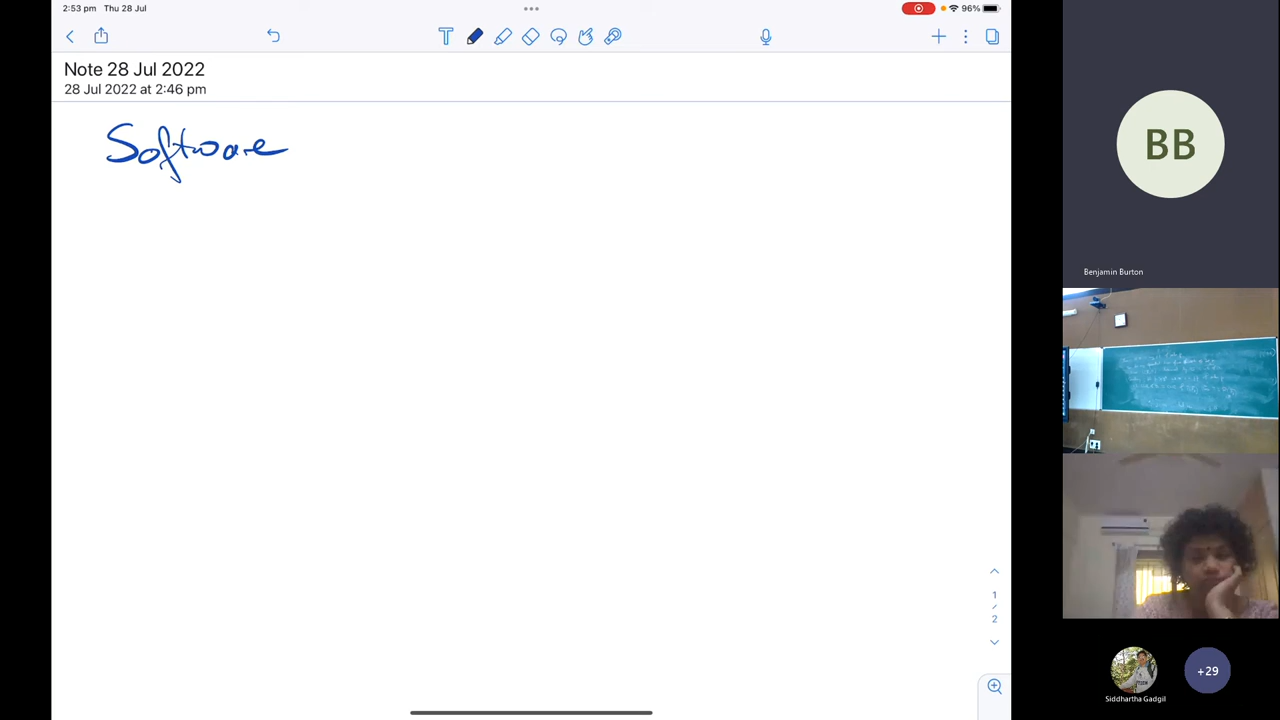 2:53 pm Thu 28 Jul
96%
Note 28 Jul 2022
28 Jul 2022 at 2:46 pm
Software
1
/
2
BB
Benjamin Burton
Siddhartha Gadgil
+29